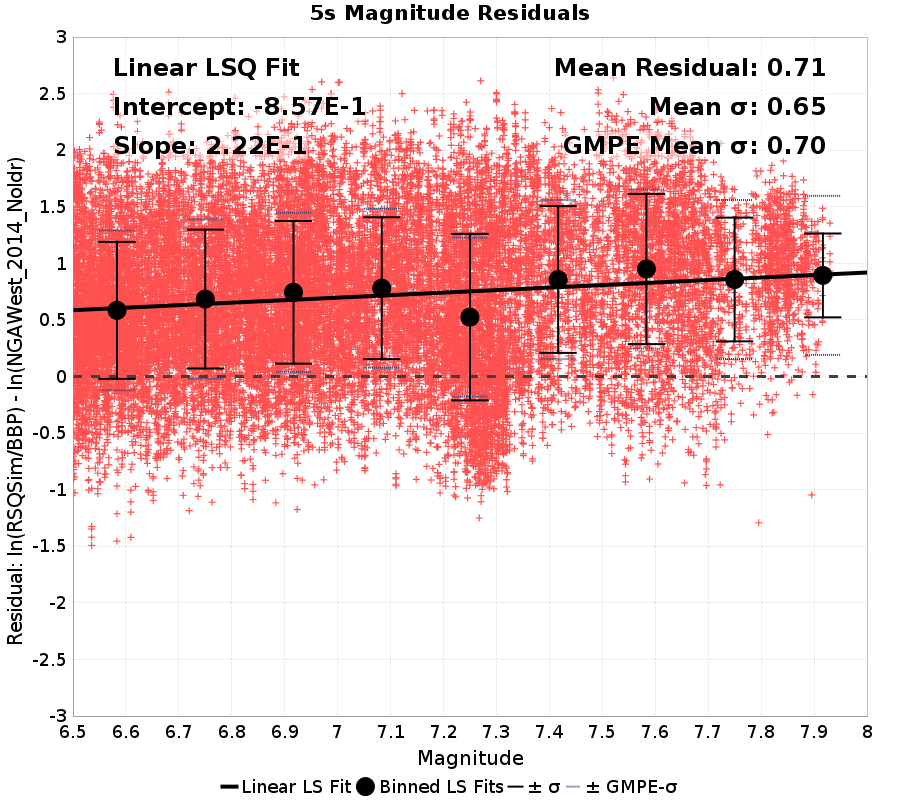 5s Magnitude Residuals
Linear LSQ Fit
Intercept: -8.57E-1
Slope: 2.22E-1
Mean Residual: 0.71
Mean σ: 0.65
GMPE Mean σ: 0.70
Residual: ln(RSQSim/BBP) - ln(NGAWest_2014_NoIdr)
3
2.5
2
1.5
1
0.5
0
-0.5
-1
-1.5
-2
-2.5
-3
6.5 6.6 6.7 6.8 6.9 7 7.1 7.2 7.3 7.4 7.5 7.6 7.7 7.8 7.9 8
Magnitude
Linear LS Fit Binned LS Fits ± σ ± GMPE-σ